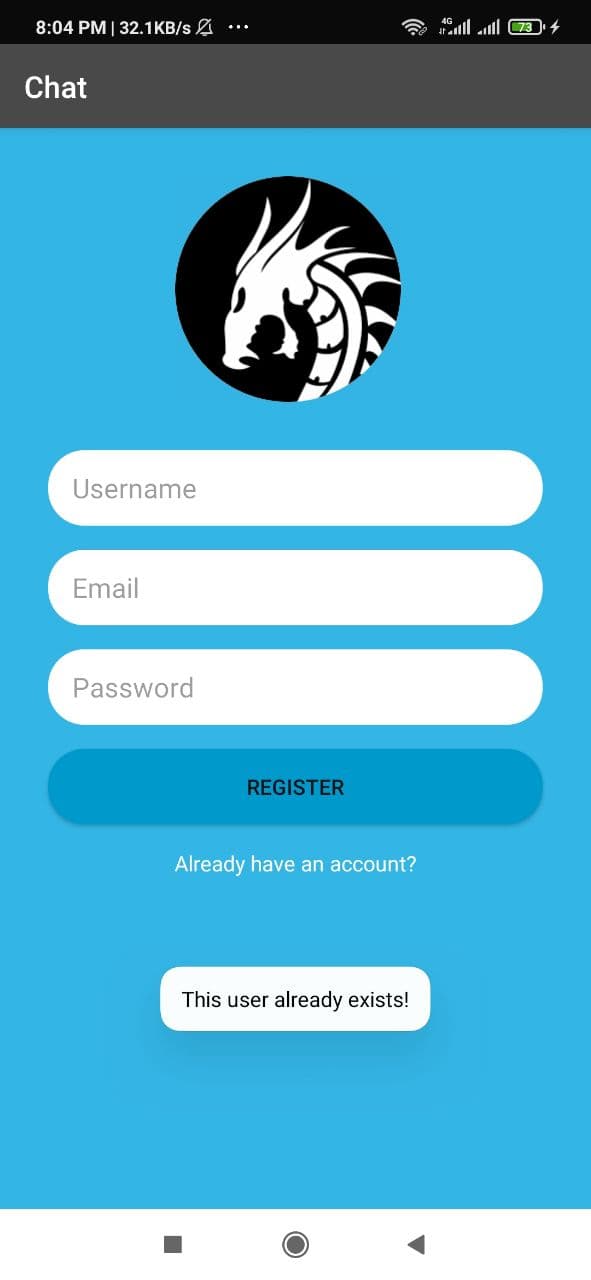 8:04 PM | 32.1KB/s ... 4G 73
Chat
Username
Email
Password
REGISTER
Already have an account?
This user already exists!